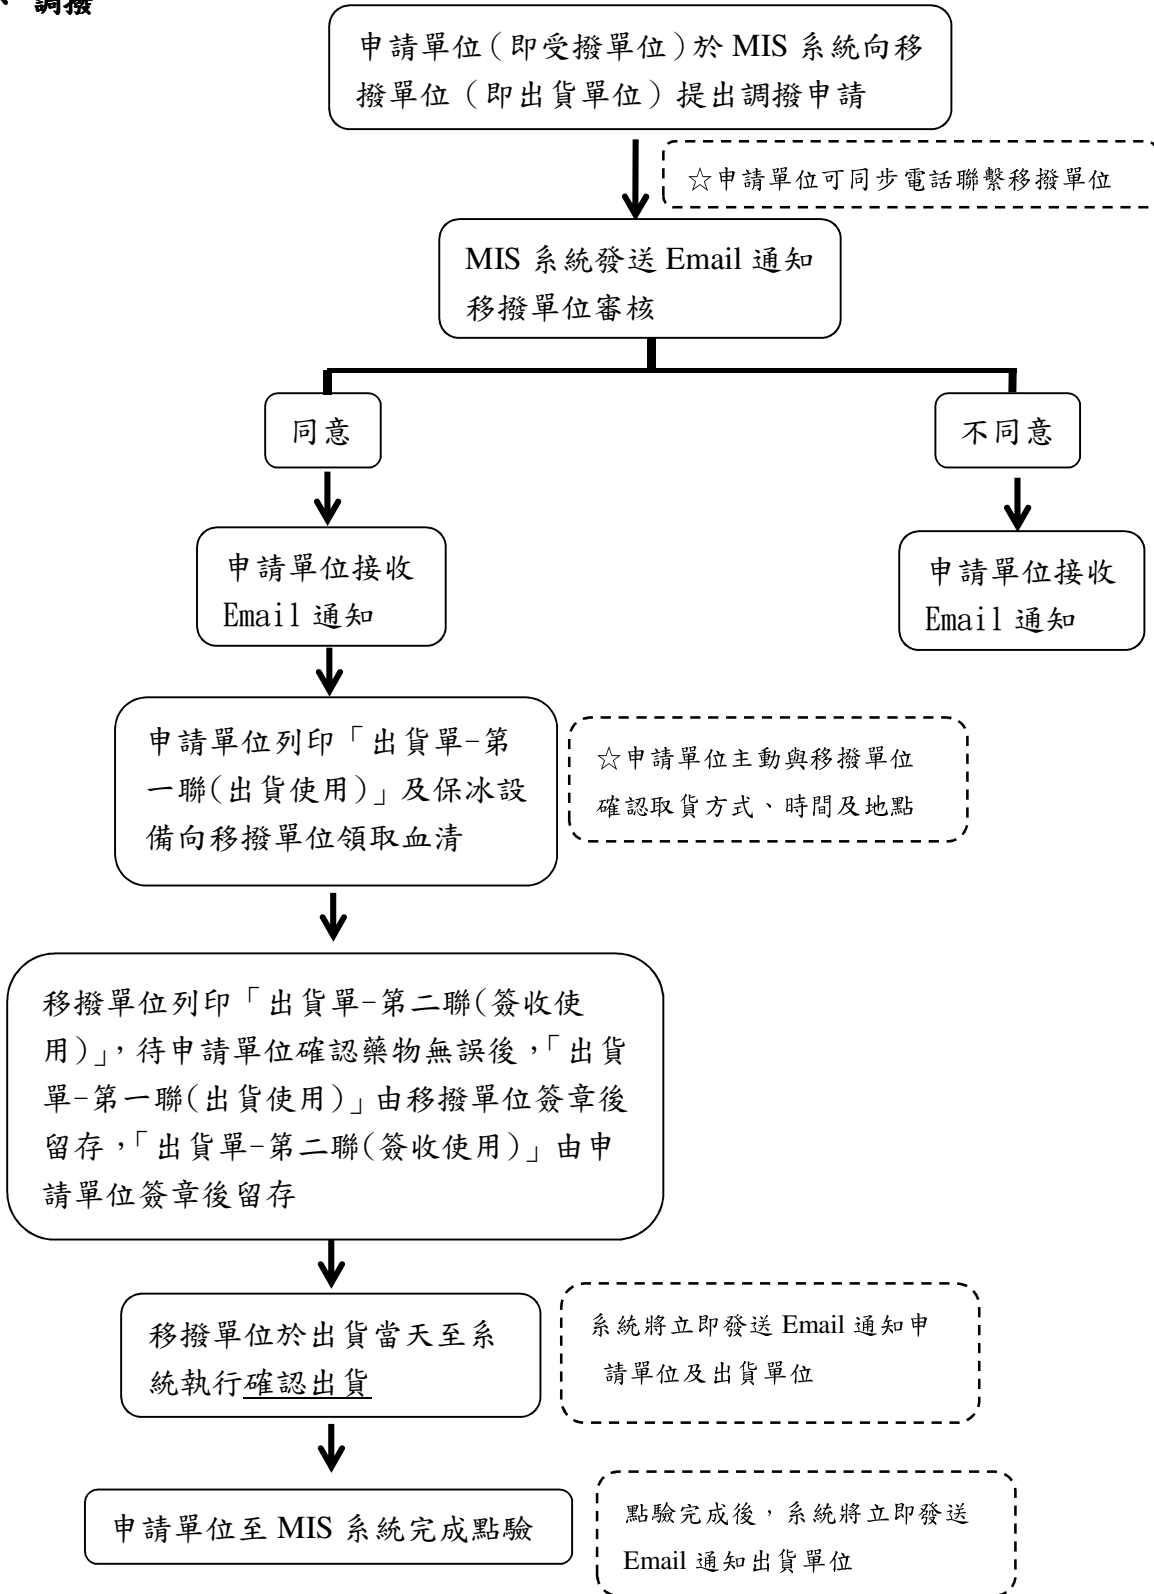 、 調撥
申請單位（即受撥單位）於 MIS 系統向移
撥單位（即出貨單位）提出調撥申請
☆申請單位可同步電話聯繫移撥單位
MIS 系統發送 Email 通知
移撥單位審核
同意
不同意
申請單位接收
Email 通知
申請單位接收
Email 通知
申請單位列印「出貨單-第
一聯(出貨使用)」及保冰設
備向移撥單位領取血清
☆申請單位主動與移撥單位
確認取貨方式、時間及地點
移撥單位列印「出貨單-第二聯(簽收使
用)」，待申請單位確認藥物無誤後，「出貨
單-第一聯(出貨使用)」由移撥單位簽章後
留存，「出貨單-第二聯(簽收使用)」由申
請單位簽章後留存
移撥單位於出貨當天至系
統執行確認出貨
系統將立即發送 Email 通知申
請單位及出貨單位
申請單位至 MIS 系統完成點驗
點驗完成後，系統將立即發送
Email 通知出貨單位